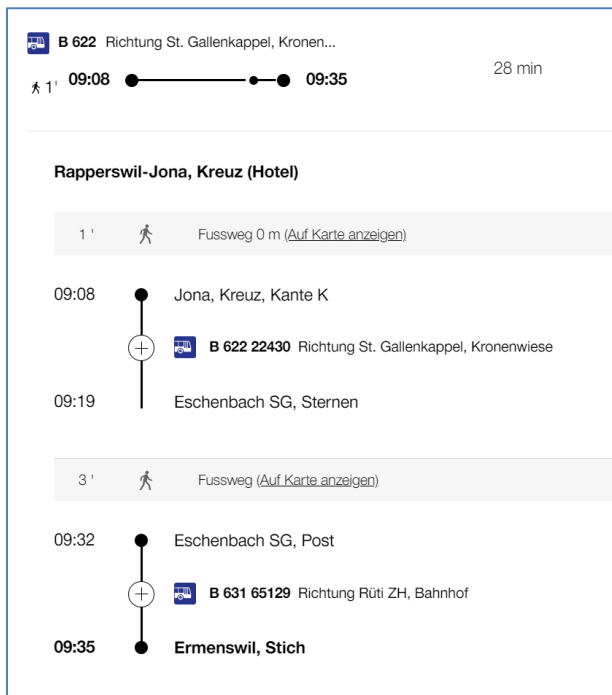 B 622 Richtung St. Gallenkappel, Kronen...
28 min
1' 09:08 09:35
Rapperswil-Jona, Kreuz (Hotel)
1 ' Fussweg 0 m (Auf Karte anzeigen)
09:08 Jona, Kreuz, Kante K
B 622 22430 Richtung St. Gallenkappel, Kronenwiese
09:19 Eschenbach SG, Sternen
3 ' Fussweg (Auf Karte anzeigen)
09:32 Eschenbach SG, Post
B 631 65129 Richtung Rüti ZH, Bahnhof
09:35 Ermenswil, Stich